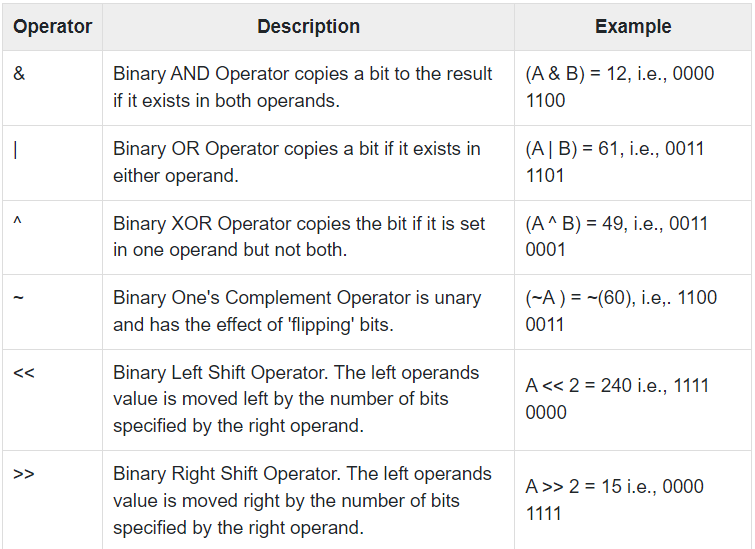 Operator Description Example
& Binary AND Operator copies a bit to the result (A & B) = 12, i.e., 0000
if it exists in both operands. 1100
| Binary OR Operator copies a bit if it exists in (A | B) = 61, i.e., 0011
either operand. 1101
^ Binary XOR Operator copies the bit if it is set (A ^ B) = 49, i.e., 0011
in one operand but not both. 0001
~ Binary One's Complement Operator is unary (~A ) = ~(60), i.e,. 1100
and has the effect of 'flipping' bits. 0011
<< Binary Left Shift Operator. The left operands
value is moved left by the number of bits A << 2 = 240 i.e., 1111
specified by the right operand. 0000
>> Binary Right Shift Operator. The left operands
value is moved right by the number of bits A >> 2 = 15 i.e., 0000
specified by the right operand. 1111